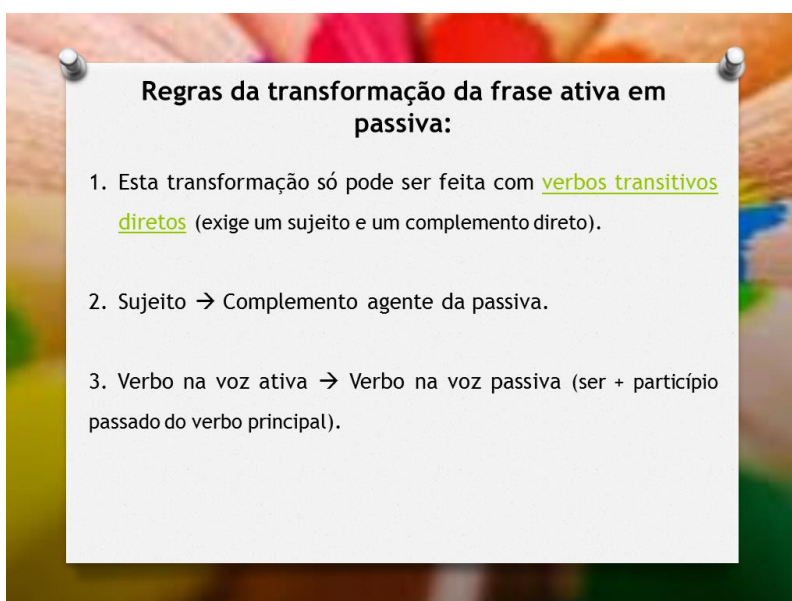 Regras da transformação da frase ativa em
passiva:
1. Esta transformação só pode ser feita com verbos transitivos
diretos (exige um sujeito e um complemento direto).
2. Sujeito → Complemento agente da passiva.
3. Verbo na voz ativa → Verbo na voz passiva (ser + particípio
passado do verbo principal).